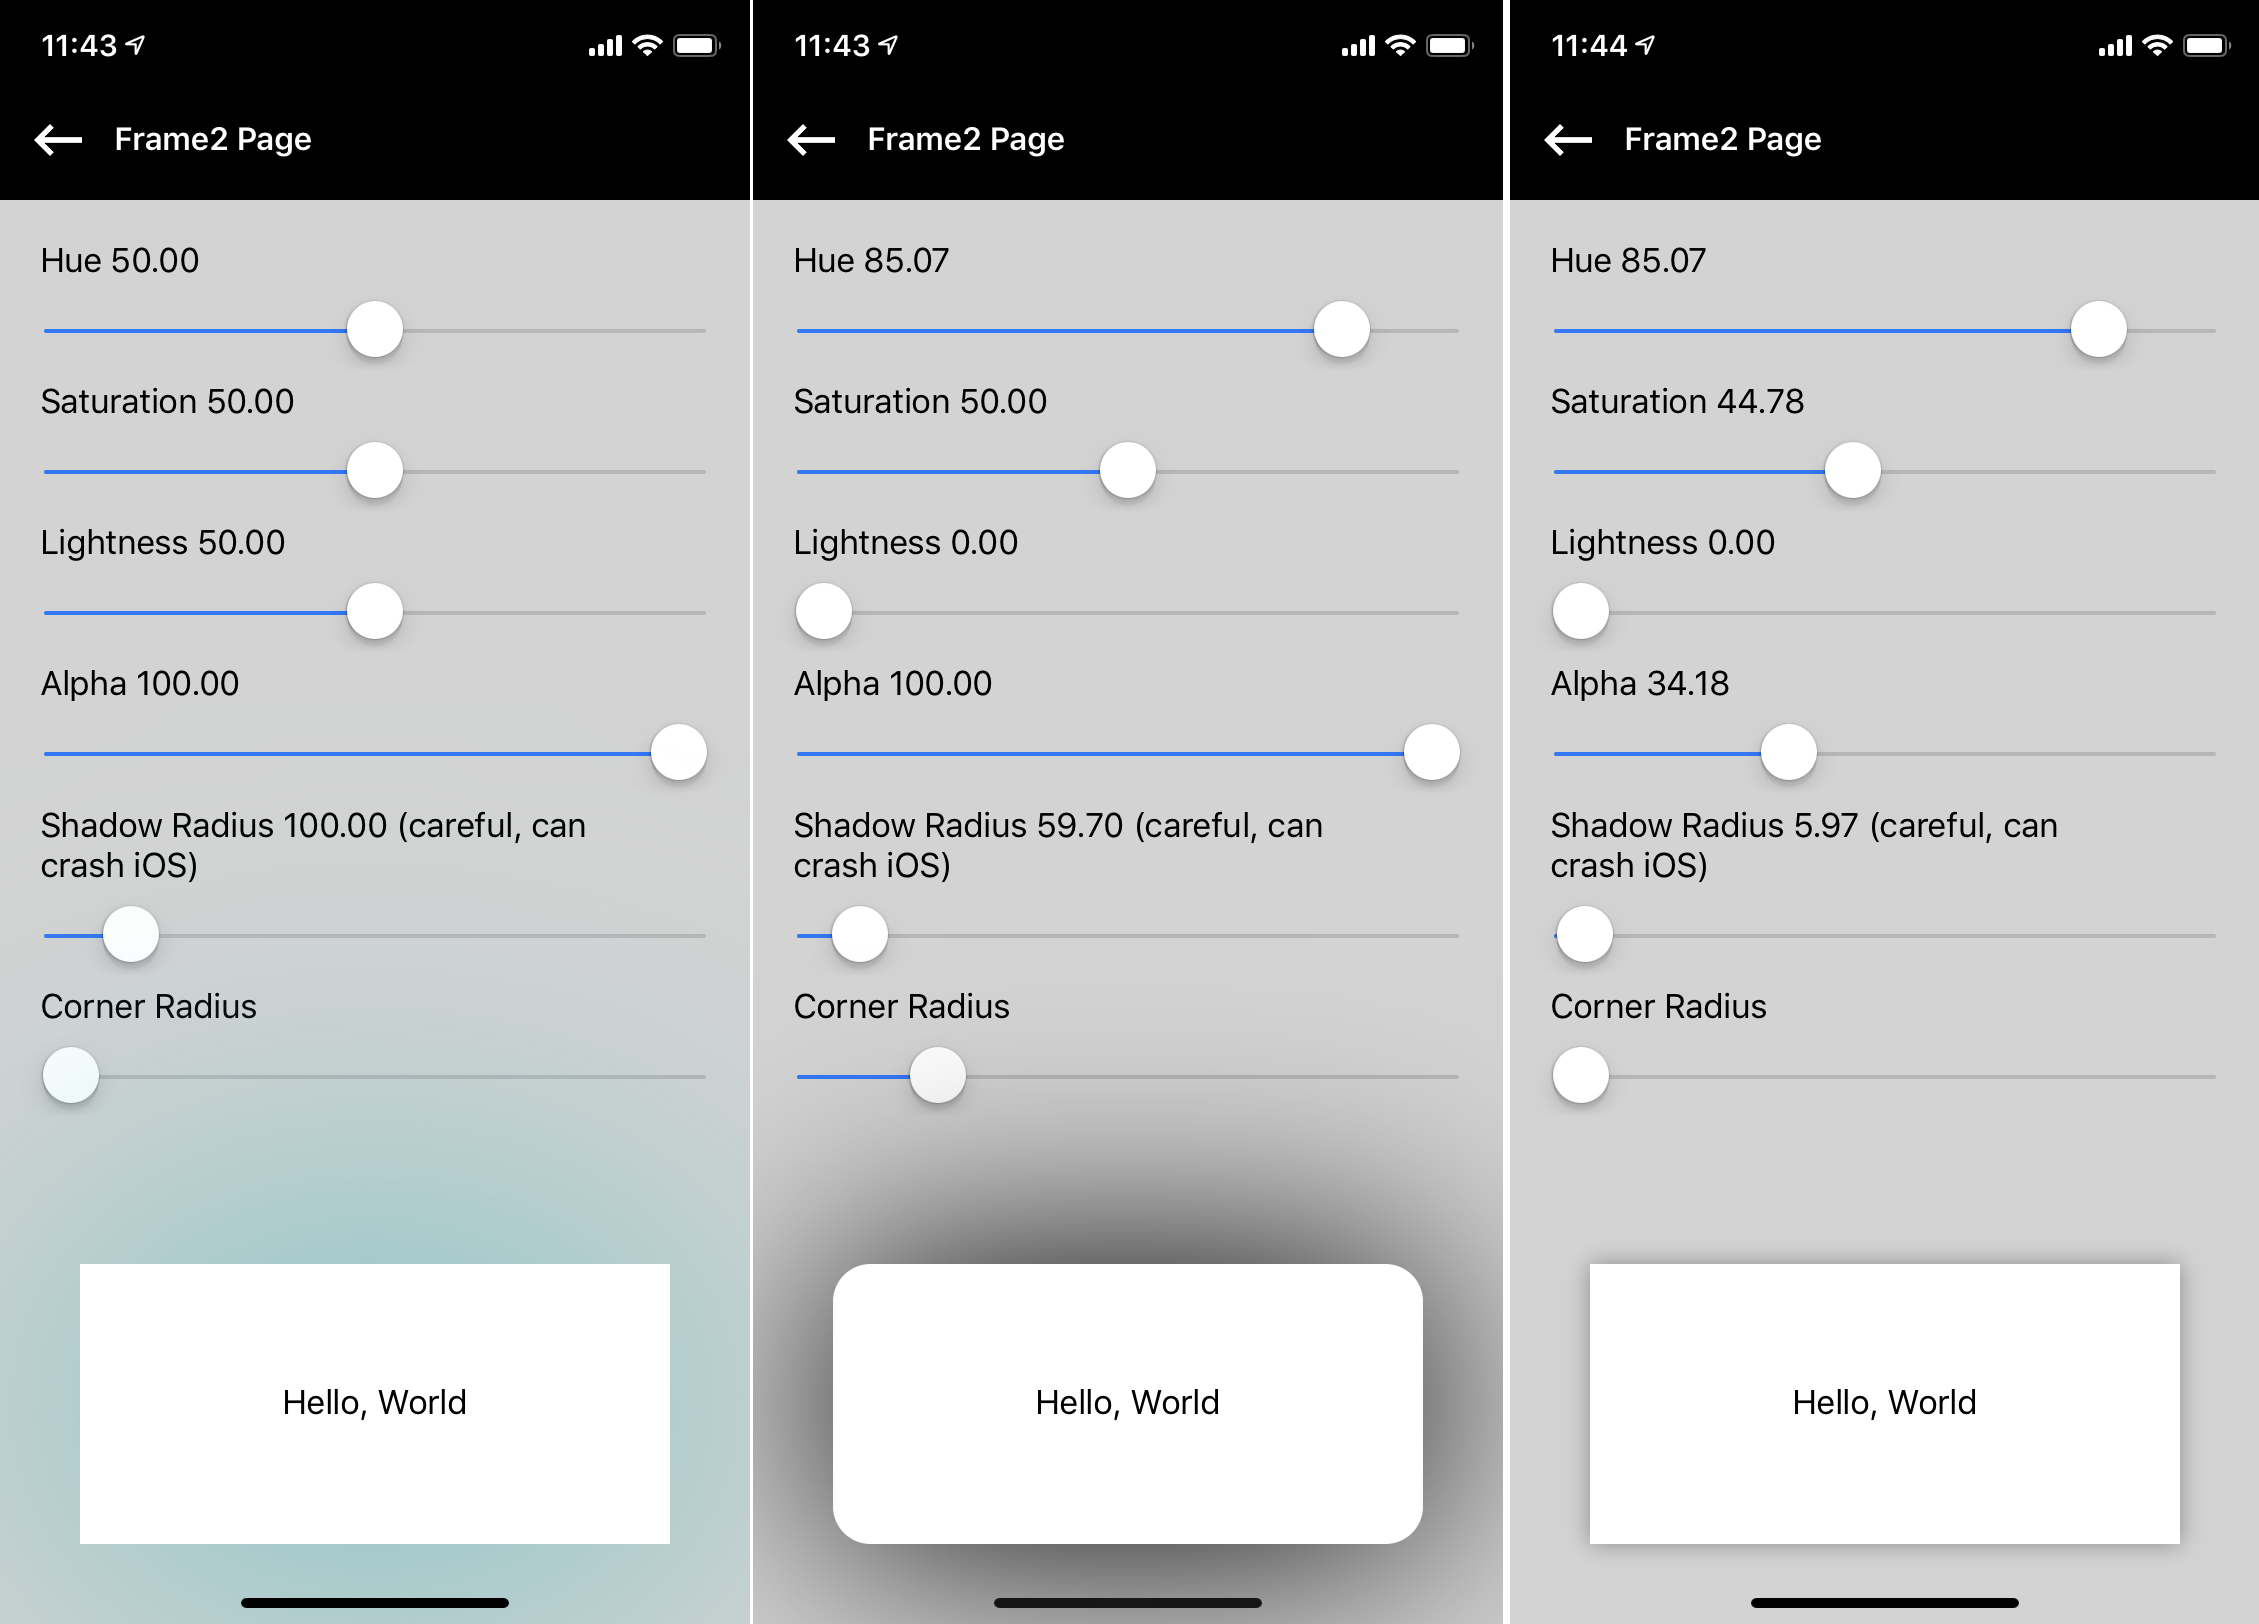 11:43
Frame2 Page
Hue 50.00
Saturation 50.00
Lightness 50.00
Alpha 100.00
Shadow Radius 100.00 (careful, can
crash iOS)
Corner Radius
Hello, World
11:43
Frame2 Page
Hue 85.07
Saturation 50.00
Lightness 0.00
Alpha 100.00
Shadow Radius 59.70 (careful, can
crash iOS)
Corner Radius
Hello, World
11:44
Frame2 Page
Hue 85.07
Saturation 44.78
Lightness 0.00
Alpha 34.18
Shadow Radius 5.97 (careful, can
crash iOS)
Corner Radius
Hello, World